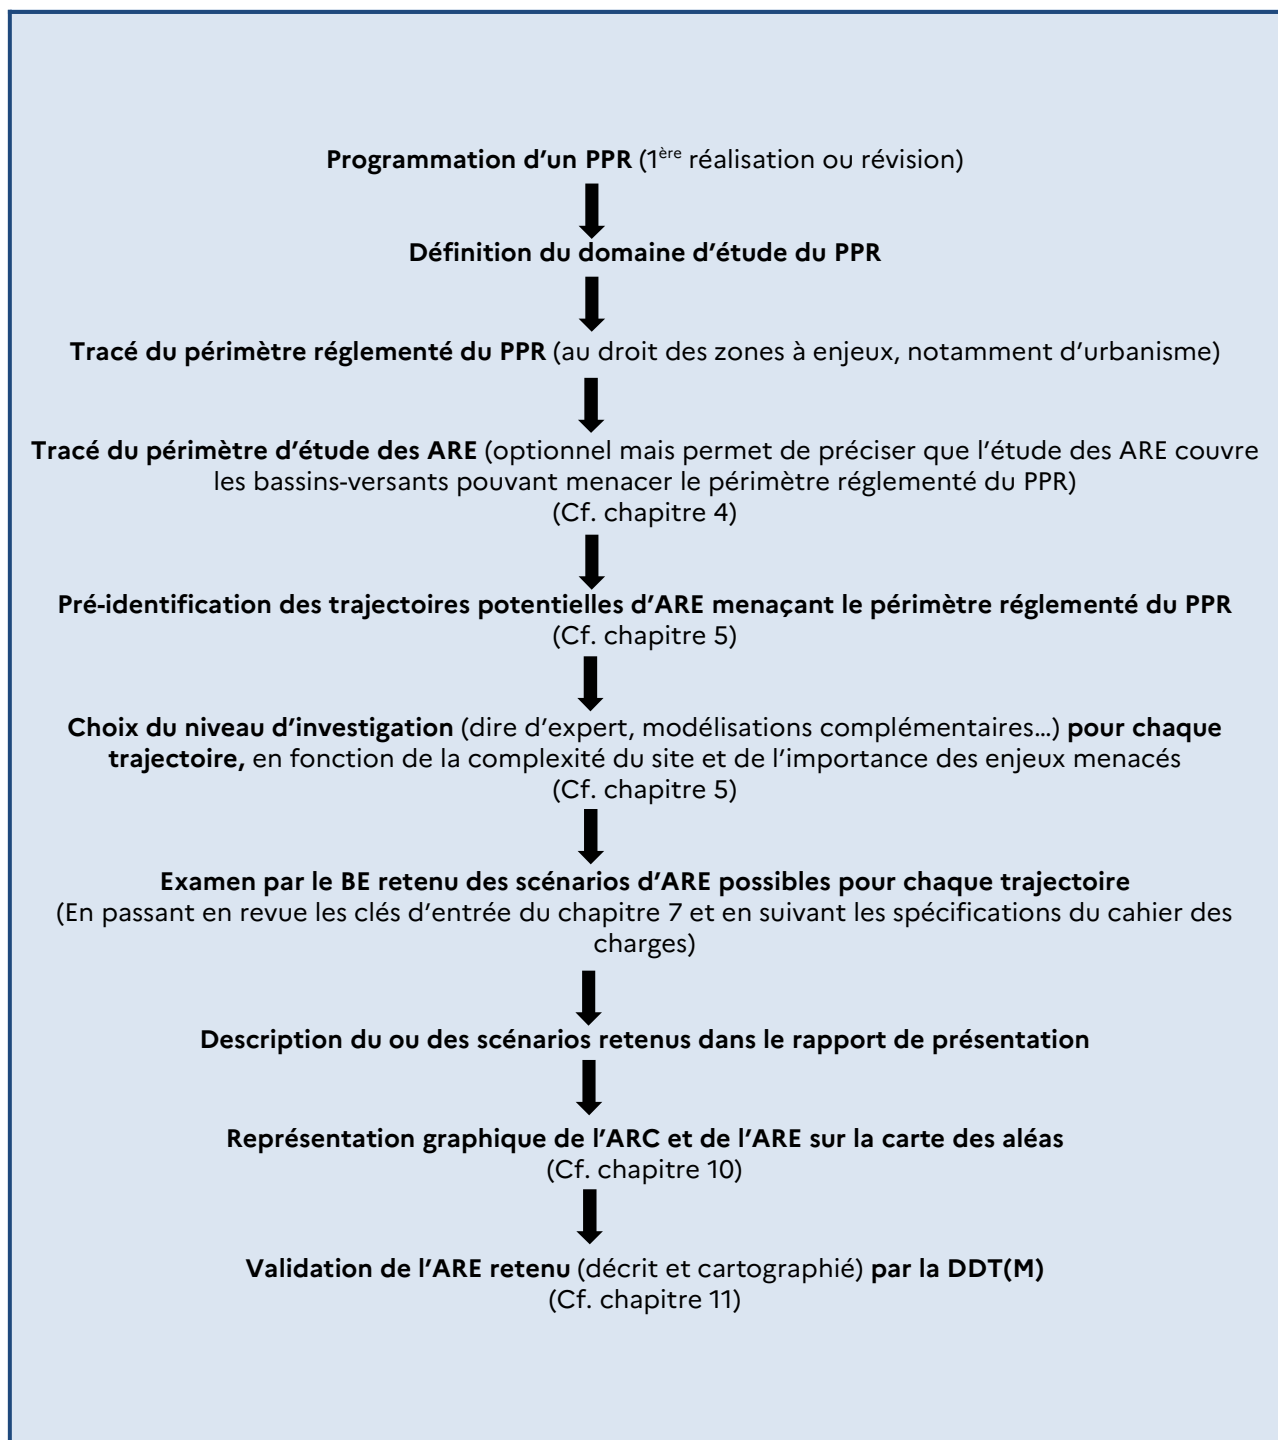 Programmation d’un PPR (1ère réalisation ou révision)
Définition du domaine d’étude du PPR
Tracé du périmètre réglementé du PPR (au droit des zones à enjeux, notamment d’urbanisme)
Tracé du périmètre d’étude des ARE (optionnel mais permet de préciser que l’étude des ARE couvre
les bassins-versants pouvant menacer le périmètre réglementé du PPR)
(Cf. chapitre 4)
Pré-identification des trajectoires potentielles d’ARE menaçant le périmètre réglementé du PPR
(Cf. chapitre 5)
Choix du niveau d’investigation (dire d’expert, modélisations complémentaires…) pour chaque
trajectoire, en fonction de la complexité du site et de l’importance des enjeux menacés
(Cf. chapitre 5)
Examen par le BE retenu des scénarios d’ARE possibles pour chaque trajectoire
(En passant en revue les clés d’entrée du chapitre 7 et en suivant les spécifications du cahier des
charges)
Description du ou des scénarios retenus dans le rapport de présentation
Représentation graphique de l’ARC et de l’ARE sur la carte des aléas
(Cf. chapitre 10)
Validation de l’ARE retenu (décrit et cartographié) par la DDT(M)
(Cf. chapitre 11)